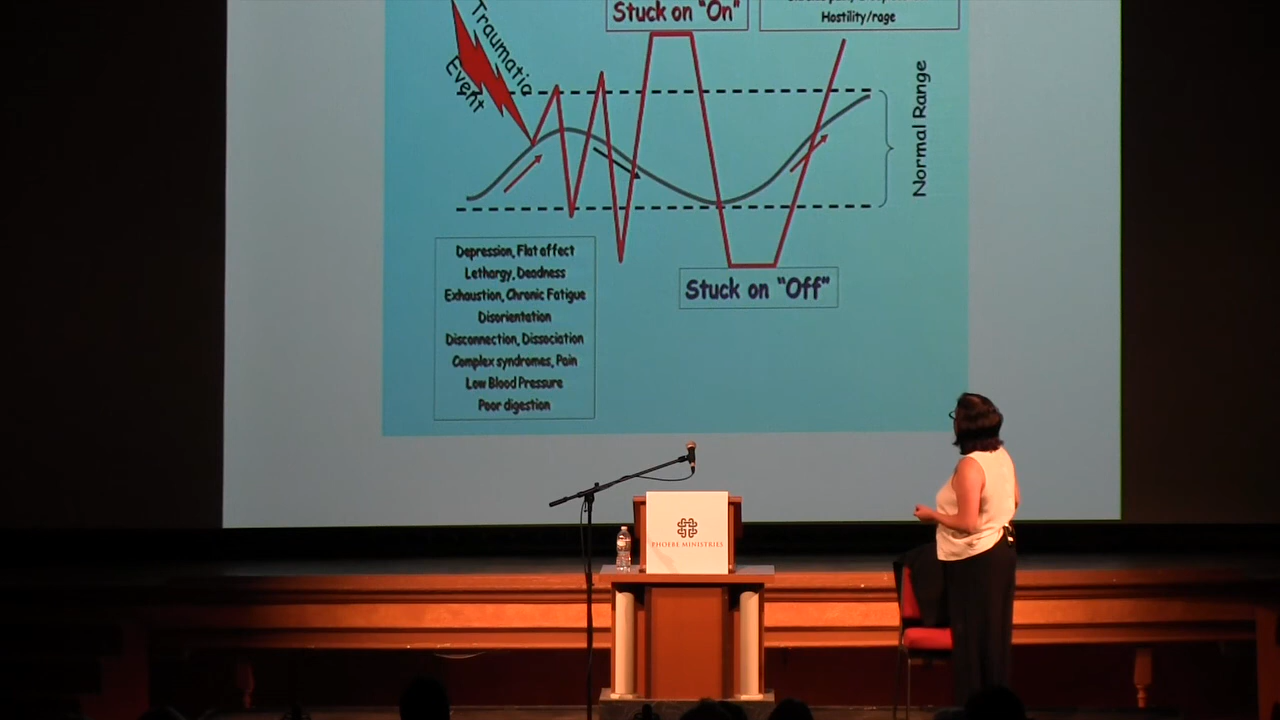 Stuck on "On"
Hostility/rage
Traumatic
Event
Normal Range
Depression, Flat affect
Lethargy, Deadness
Exhaustion, Chronic Fatigue
Disorientation
Disconnection, Dissociation
Complex syndromes, Pain
Low Blood Pressure
Poor digestion
Stuck on "Off"
PHOEBE MINISTRIES